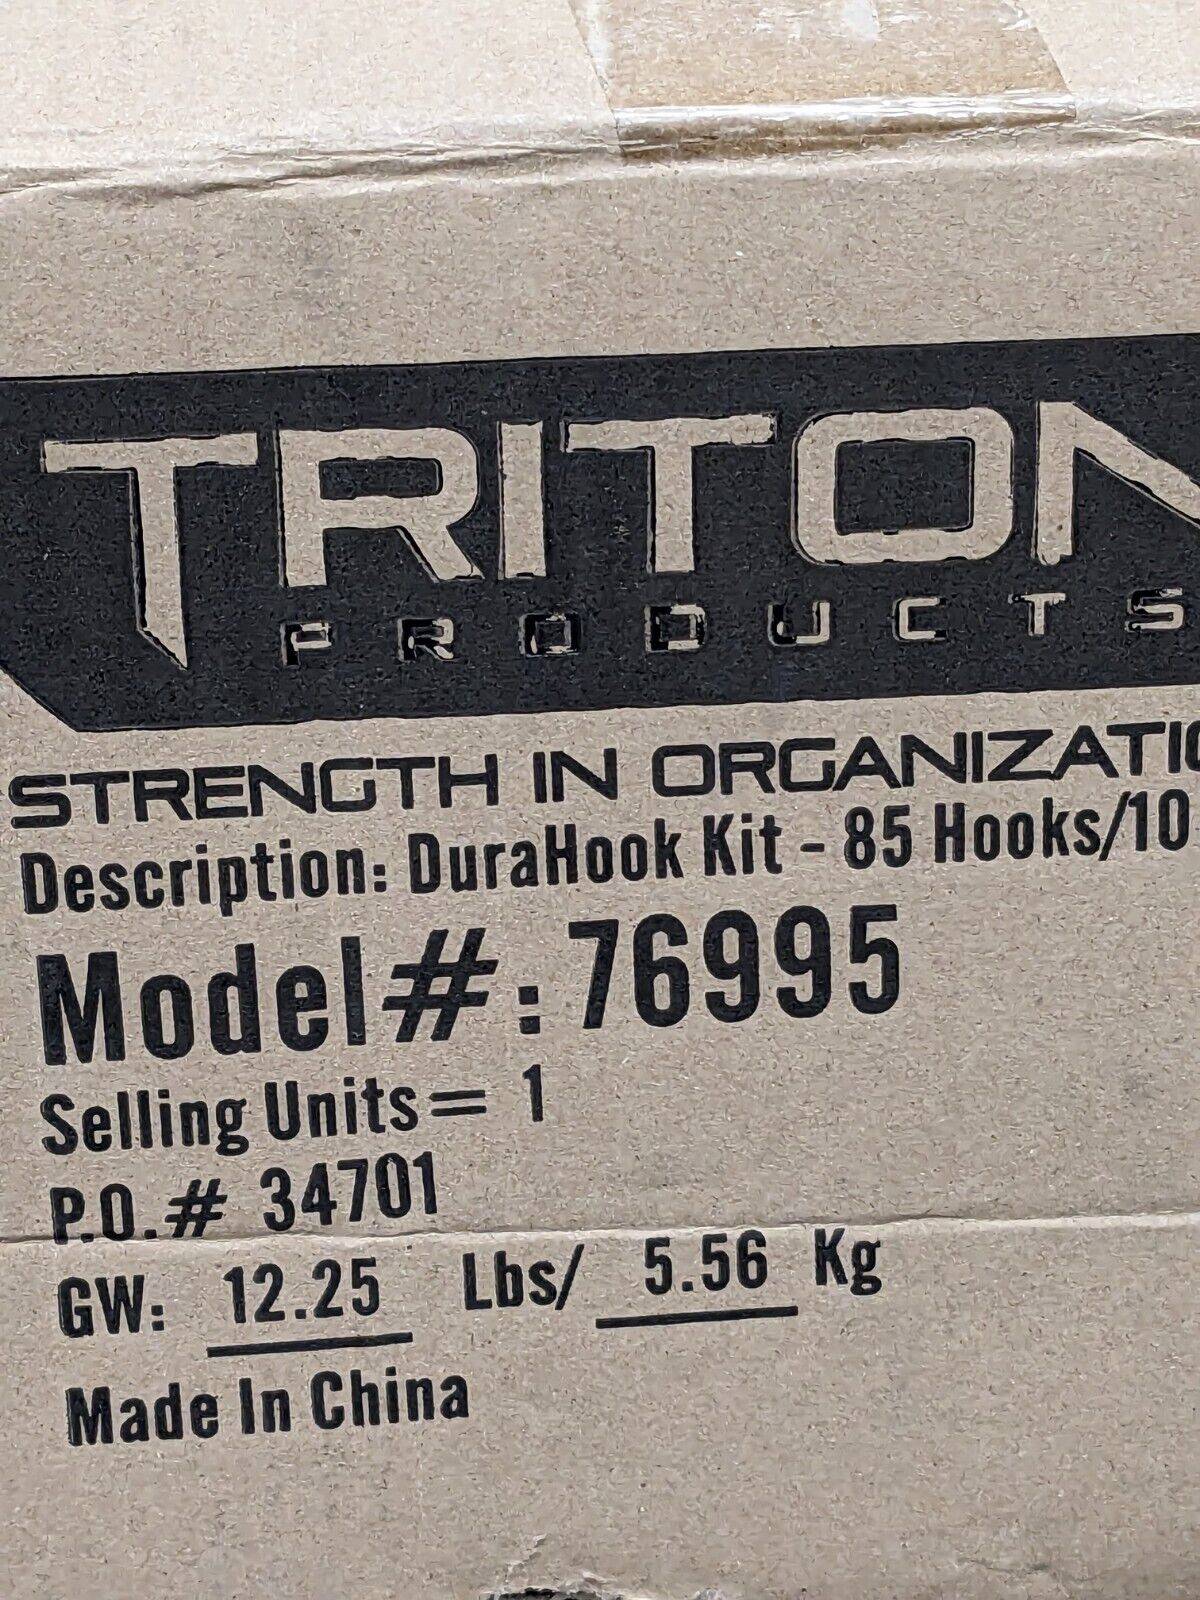 TRITON
PRODUCTS
STRENGTH IN
Description: DuraHook Kit - 85 Hooks/10
Model#: 76995
Selling Units= 1
P.O.# 34701
GW: 12.25 Lbs/ 5.56 Kg
Made In China